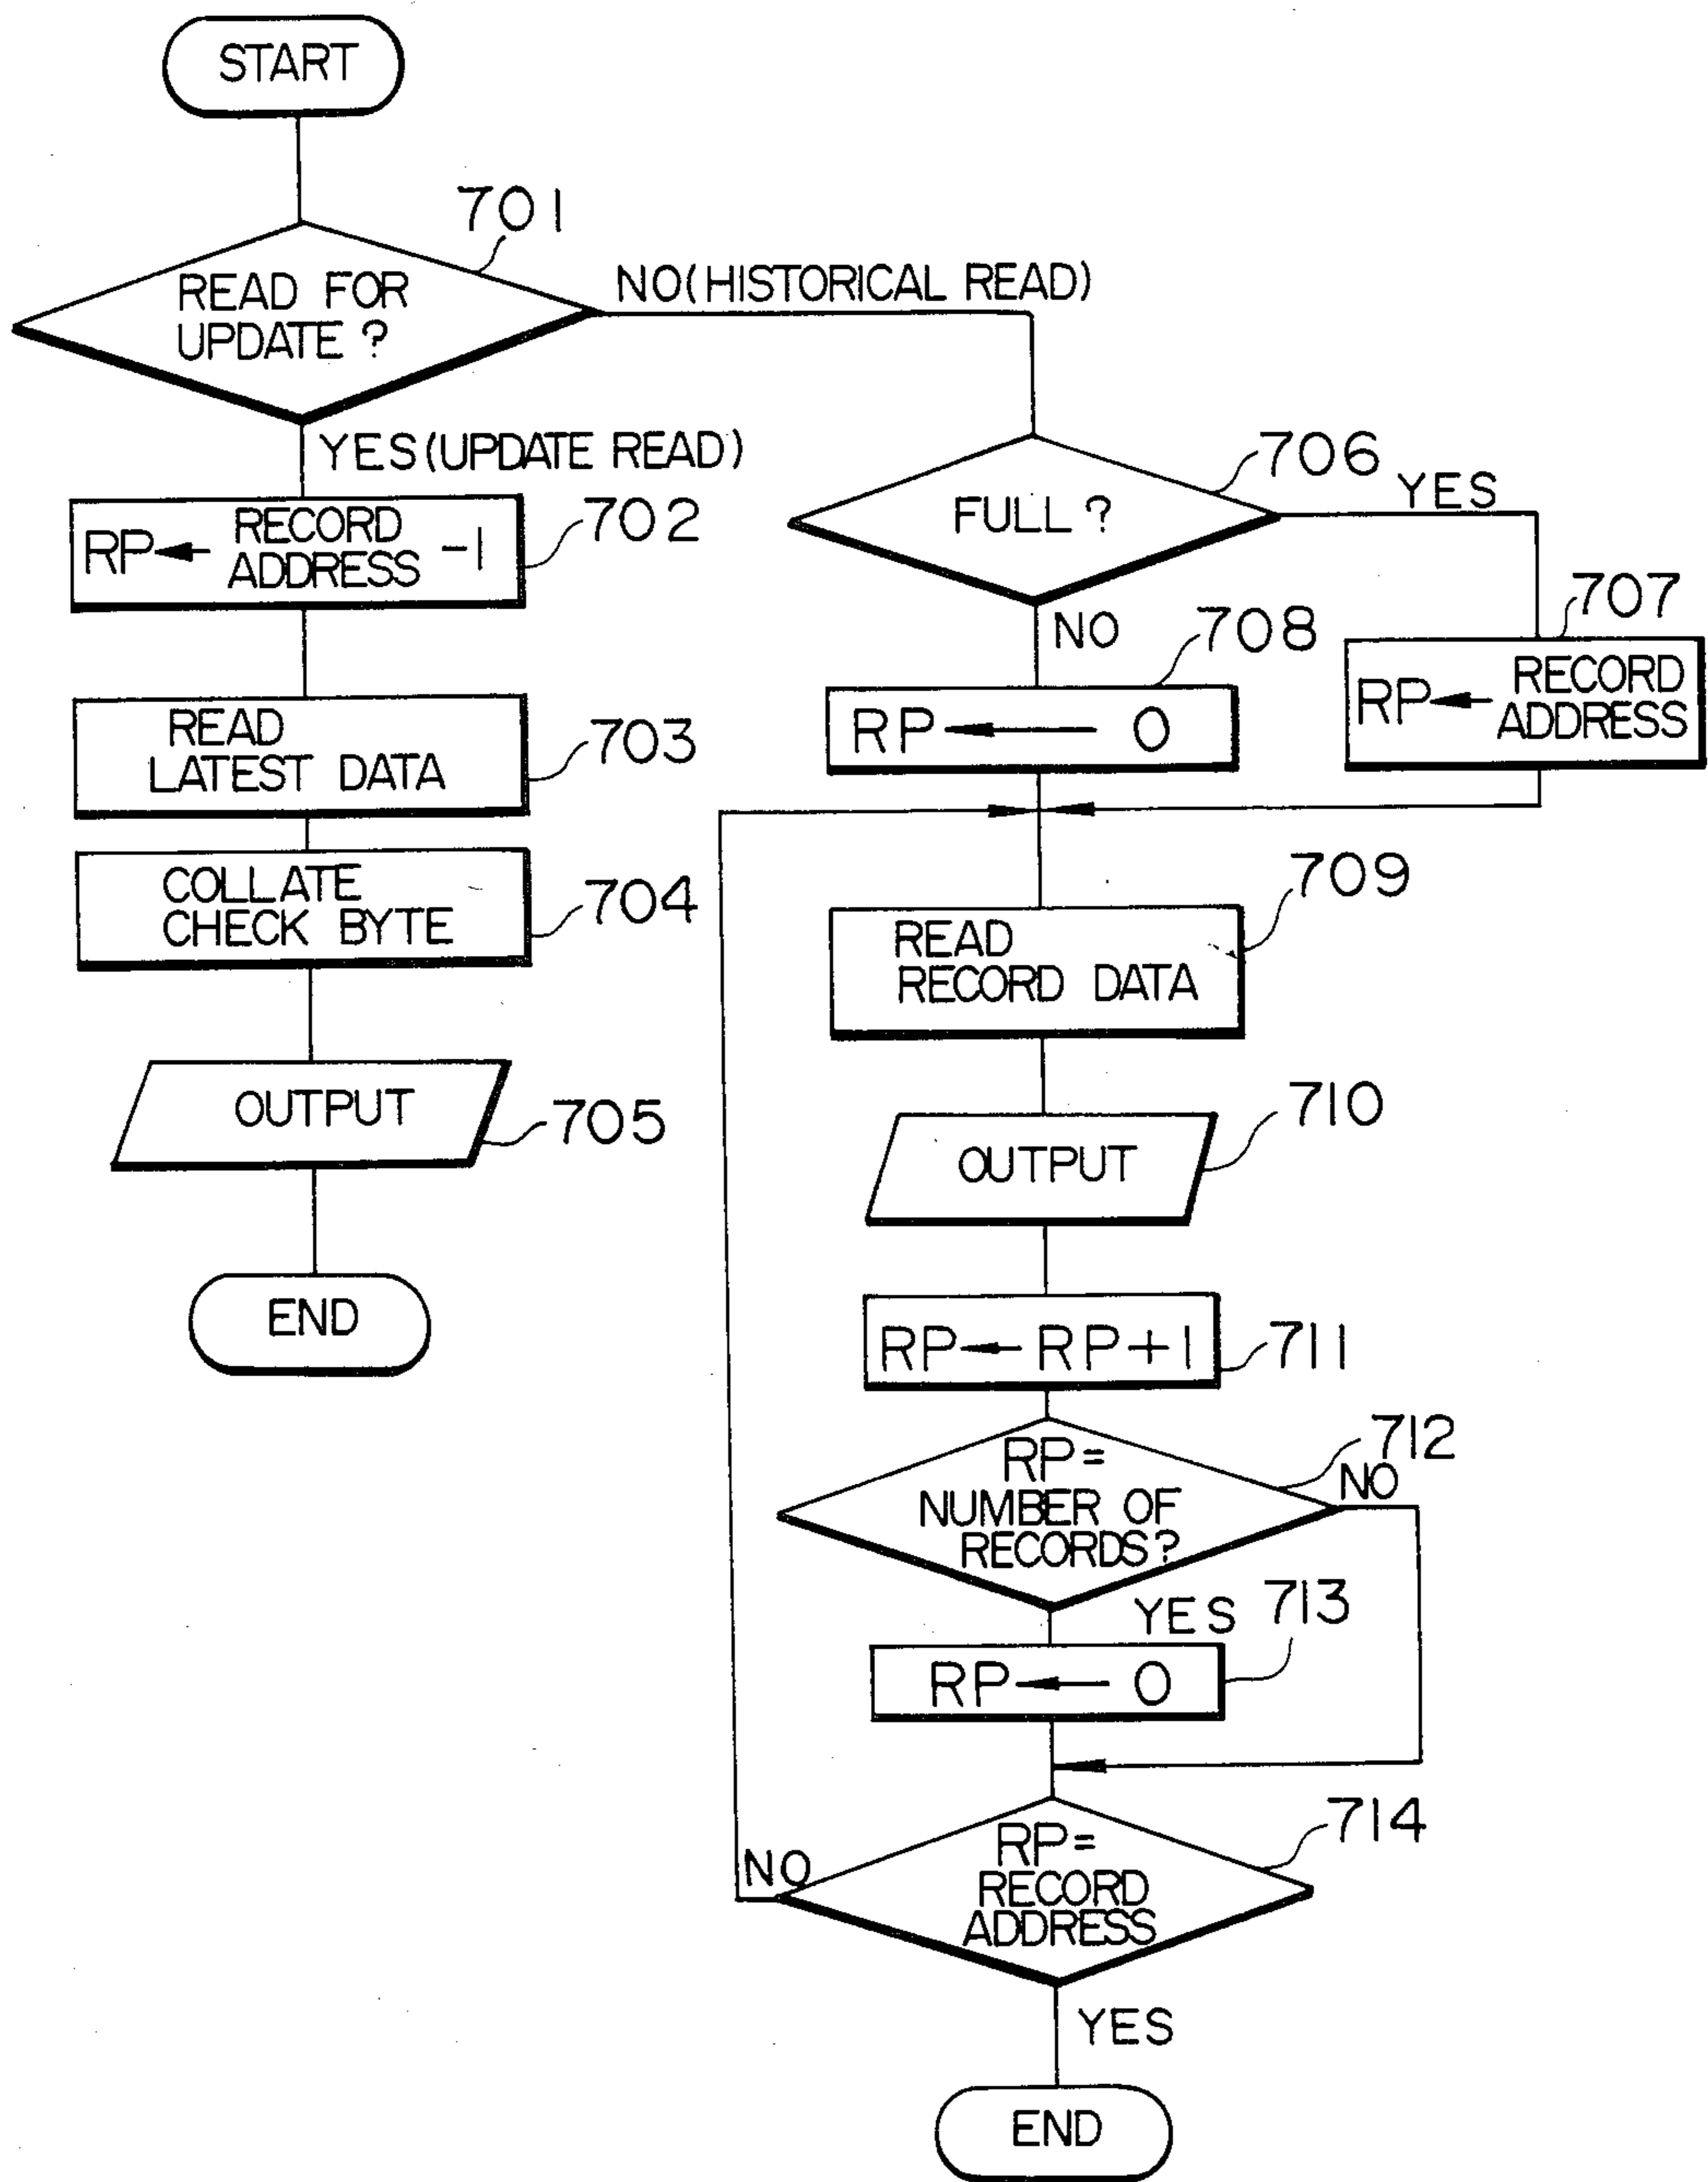 START
701
READ FOR
UPDATE ?
NO(HISTORICAL READ)
YES(UPDATE READ)
RP ← RECORD
ADDRESS -1
702
READ
LATEST DATA
703
COLLATE
CHECK BYTE
704
OUTPUT
705
END
FULL ?
706
YES
RP ← RECORD
ADDRESS
707
NO
708
RP ← 0
READ
RECORD DATA
709
OUTPUT
710
RP ← RP+1
711
RP=
NUMBER OF
RECORDS?
712
NO
YES
713
RP ← 0
RP=
RECORD
ADDRESS
714
NO
YES
END